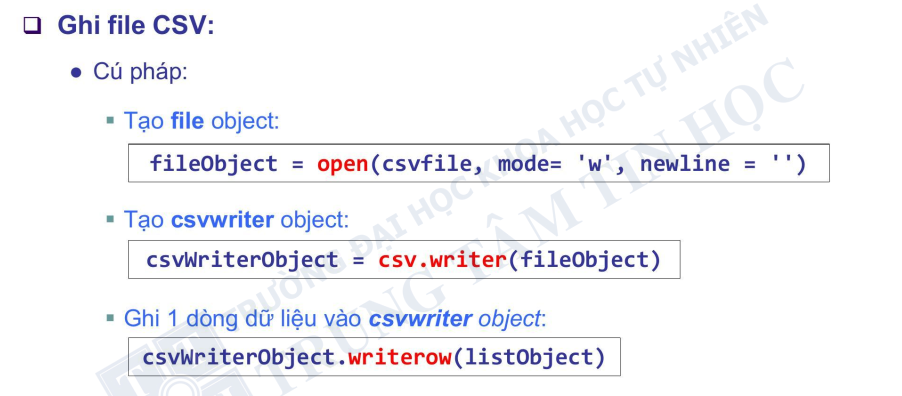 Ghi file CSV:
Cú pháp:
Tạo file object:
fileObject = open(csvfile, mode= 'w', newline = '')
Tạo csvwriter object:
csvWriterObject = csv.writer(fileObject)
Ghi 1 dòng dữ liệu vào csvwriter object:
csvWriterObject.writerow(listObject)
TRƯỜNG ĐẠI HỌC KHOA HỌC TỰ NHIÊN
TRUNG TÂM TIN HỌC